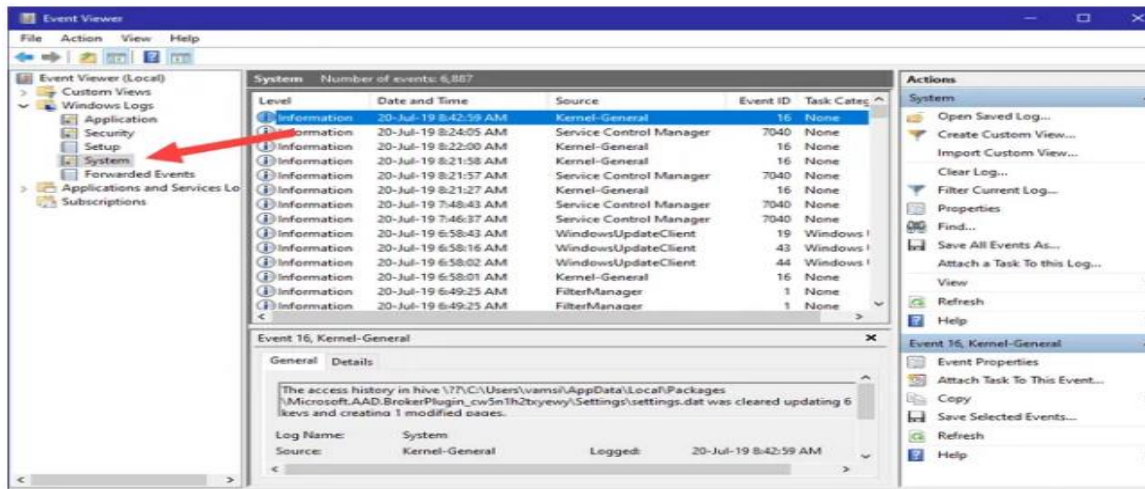 Event Viewer
File Action View Help
Event Viewer (Local)
Custom Views
Windows Logs
Application
Security
Setup
System
Forwarded Events
Applications and Services Lo
Subscriptions
System Number of events: 6,887
Level Date and Time Source Event ID Task Categ
Information 20-Jul-19 8:42:59 AM Kernel-General 16 None
Information 20-Jul-19 8:24:05 AM Service Control Manager 7040 None
Information 20-Jul-19 8:22:00 AM Kernel-General 16 None
Information 20-Jul-19 8:21:58 AM Kernel-General 16 None
Information 20-Jul-19 8:21:57 AM Service Control Manager 7040 None
Information 20-Jul-19 8:21:27 AM Kernel-General 16 None
Information 20-Jul-19 7:48:43 AM Service Control Manager 7040 None
Information 20-Jul-19 7:46:37 AM Service Control Manager 7040 None
Information 20-Jul-19 6:58:43 AM WindowsUpdateClient 19 Windows
Information 20-Jul-19 6:58:16 AM WindowsUpdateClient 43 Windows
Information 20-Jul-19 6:58:02 AM WindowsUpdateClient 44 Windows
Information 20-Jul-19 6:58:01 AM Kernel-General 16 None
Information 20-Jul-19 6:49:25 AM FilterManager 1 None
Information 20-Jul-19 6:49:25 AM FilterManager 1 None
Event 16, Kernel-General
General Details
The access history in hive \??\C:\Users\vamsi\AppData\Local\Packages
\Microsoft.AAD.BrokerPlugin_cw5n1h2txyewy\Settings\settings.dat was cleared updating 6
keys and creating 1 modified pages.
Log Name: System
Source: Kernel-General Logged: 20-Jul-19 8:42:59 AM
Actions
System
Open Saved Log...
Create Custom View...
Import Custom View...
Clear Log...
Filter Current Log...
Properties
Find...
Save All Events As...
Attach a Task To this Log...
View
Refresh
Help
Event 16, Kernel-General
Event Properties
Attach Task To This Event...
Copy
Save Selected Events...
Refresh
Help